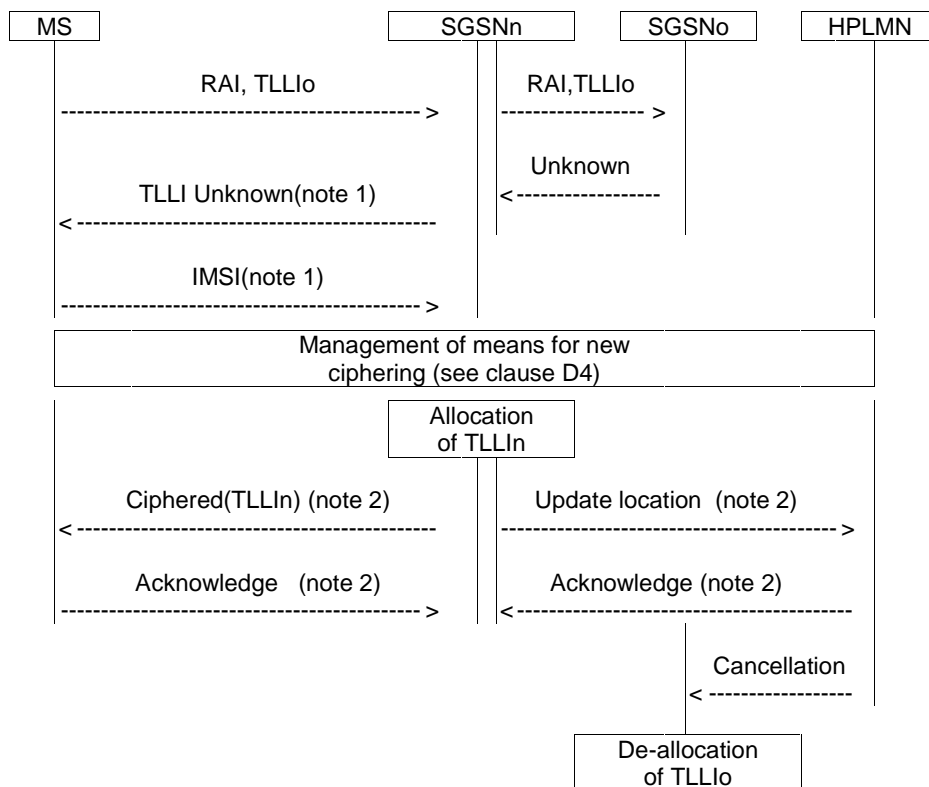 MS SGSNn SGSNo HPLMN
RAI, TLLIo RAI,TLLIo
------------------------------------------- > ----------------- >
Unknown
TLLI Unknown(note 1) < -----------------
< -------------------------------------------
IMSI(note 1)
------------------------------------------- >
Management of means for new
ciphering (see clause D4)
Allocation
of TLLIn
Ciphered(TLLIn) (note 2) Update location (note 2)
< ------------------------------------------- ---------------------------------------- >
Acknowledge (note 2) Acknowledge (note 2)
------------------------------------------- > < ----------------------------------------
Cancellation
< -----------------
De-allocation
of TLLIo